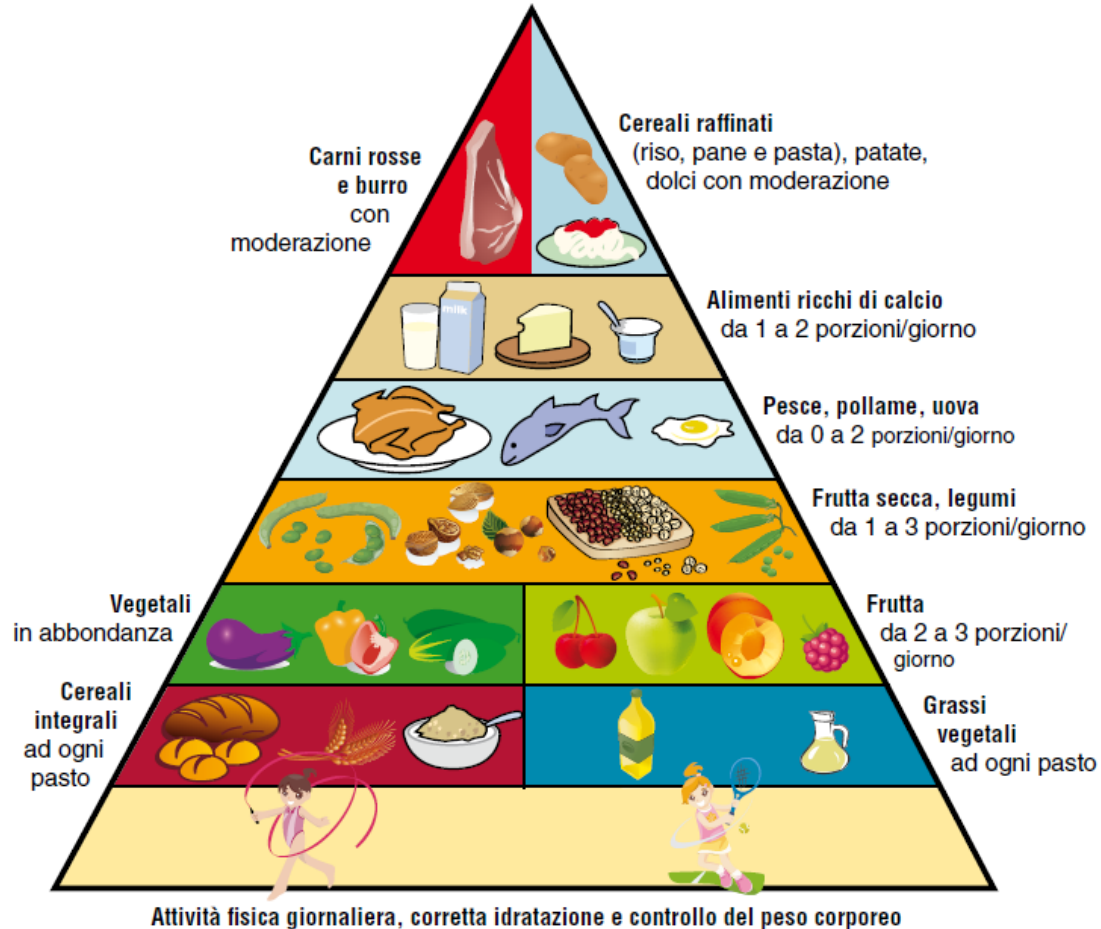 Carni rosse
e burro
con
moderazione
Cereali raffinati
(riso, pane e pasta), patate,
dolci con moderazione
milk
Alimenti ricchi di calcio
da 1 a 2 porzioni/giorno
Pesce, pollame, uova
da 0 a 2 porzioni/giorno
Frutta secca, legumi
da 1 a 3 porzioni/giorno
Vegetali
in abbondanza
Frutta
da 2 a 3 porzioni/
giorno
Cereali
integrali
ad ogni
pasto
Grassi
vegetali
ad ogni pasto
Attività fisica giornaliera, corretta idratazione e controllo del peso corporeo